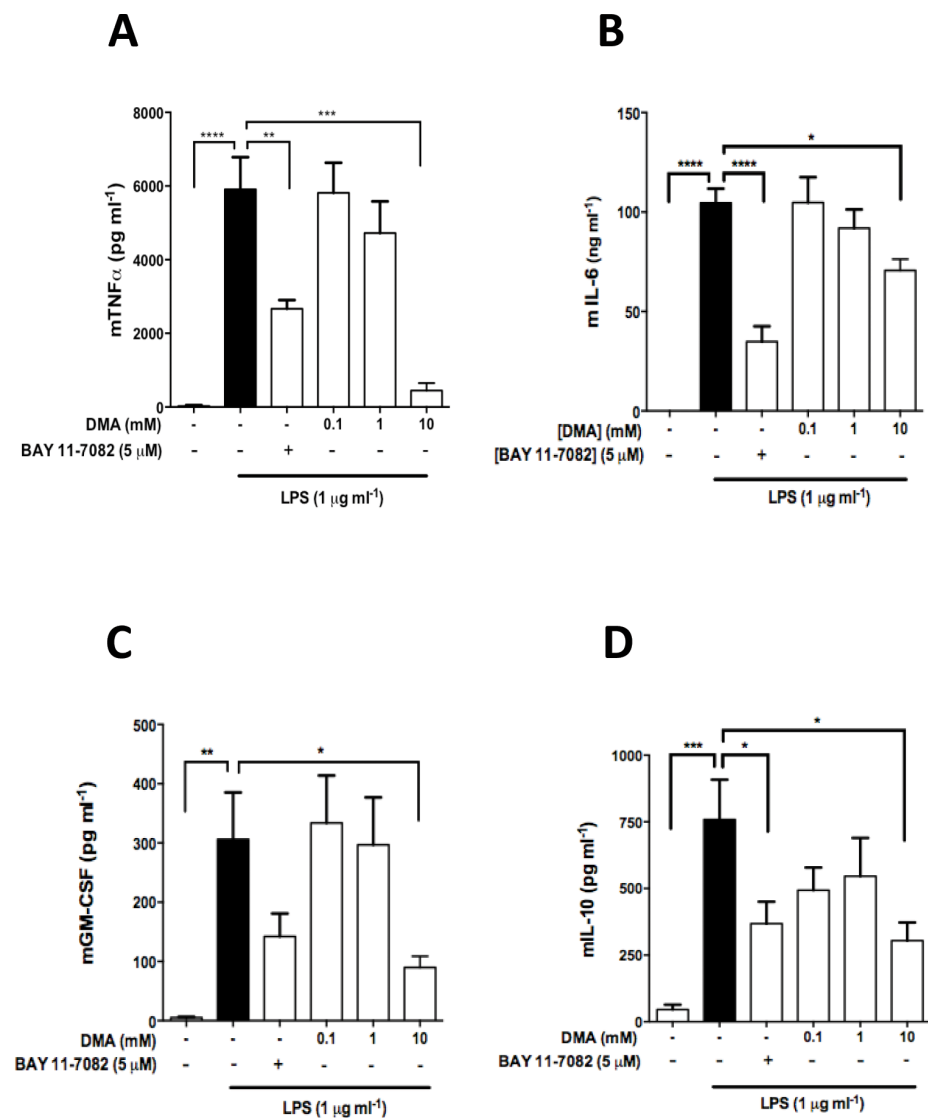 A
8000
6000
4000
2000
0
mTNFα (pg ml⁻¹)
**** ** ***
DMA (mM) - - - 0.1 1 10
BAY 11-7082 (5 μM) - - + - - -
LPS (1 μg ml⁻¹)
B
150
100
50
0
m IL-6 (ng ml⁻¹)
**** **** *
[DMA] (mM) - - - 0.1 1 10
[BAY 11-7082] (5 μM) - - + - - -
LPS (1 μg ml⁻¹)
C
500
400
300
200
100
0
mGM-CSF (pg ml⁻¹)
** *
DMA (mM) - - - 0.1 1 10
BAY 11-7082 (5 μM) - - + - - -
LPS (1 μg ml⁻¹)
D
1000
750
500
250
0
mIL-10 (pg ml⁻¹)
*** * *
DMA (mM) - - - 0.1 1 10
BAY 11-7082 (5 μM) - - + - - -
LPS (1 μg ml⁻¹)